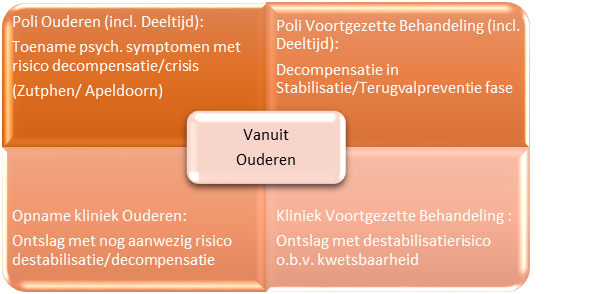 Poli Ouderen (incl. Deeltijd):
Toename psych. symptomen met
risico decompensatie/crisis
(Zutphen/ Apeldoorn)
Poli Voortgezette Behandeling (incl.
Deeltijd):
Decompensatie in
Stabilisatie/Terugvalpreventie fase
Vanuit
Ouderen
Opname kliniek Ouderen:
Ontslag met nog aanwezig risico
destabilisatie/decompensatie
Kliniek Voortgezette Behandeling :
Ontslag met destabilisatierisico
o.b.v. kwetsbaarheid